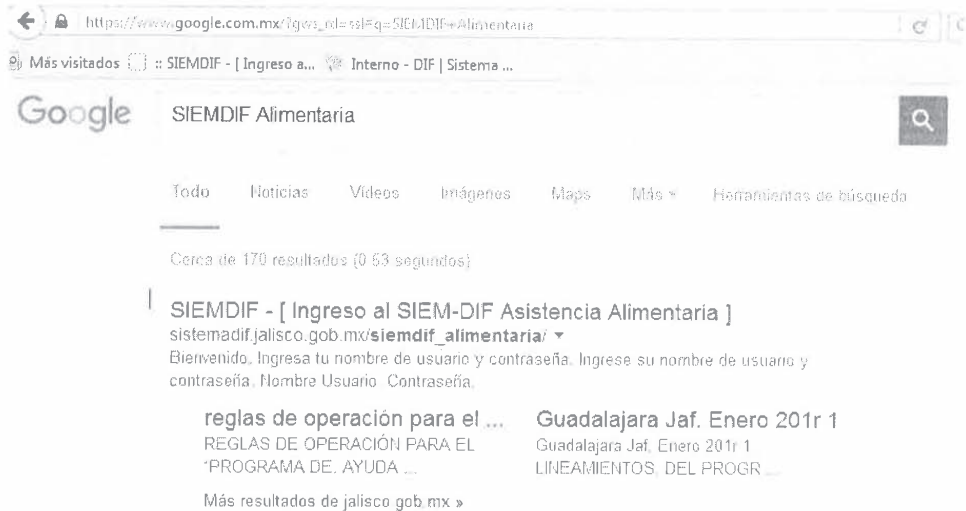 https://www.google.com.mx/?gws_rd=ssl#q=SIEMDIF+Alimentaria
Más visitados :: SIEMDIF - [ Ingreso a... Interno - DIF | Sistema ...
Google SIEMDIF Alimentaria
Todo Noticias Vídeos Imágenes Maps Más Herramientas de búsqueda
Cerca de 170 resultados (0.53 segundos)
SIEMDIF - [ Ingreso al SIEM-DIF Asistencia Alimentaria ]
sistemadif.jalisco.gob.mx/siemdif_alimentaria/
Bienvenido. Ingresa tu nombre de usuario y contraseña. Ingrese su nombre de usuario y
contraseña. Nombre Usuario. Contraseña.
reglas de operación para el ... Guadalajara Jaf. Enero 201r 1
REGLAS DE OPERACIÓN PARA EL Guadalajara Jaf. Enero 201r 1
"PROGRAMA DE. AYUDA ... LINEAMIENTOS. DEL PROGR ...
Más resultados de jalisco.gob.mx »